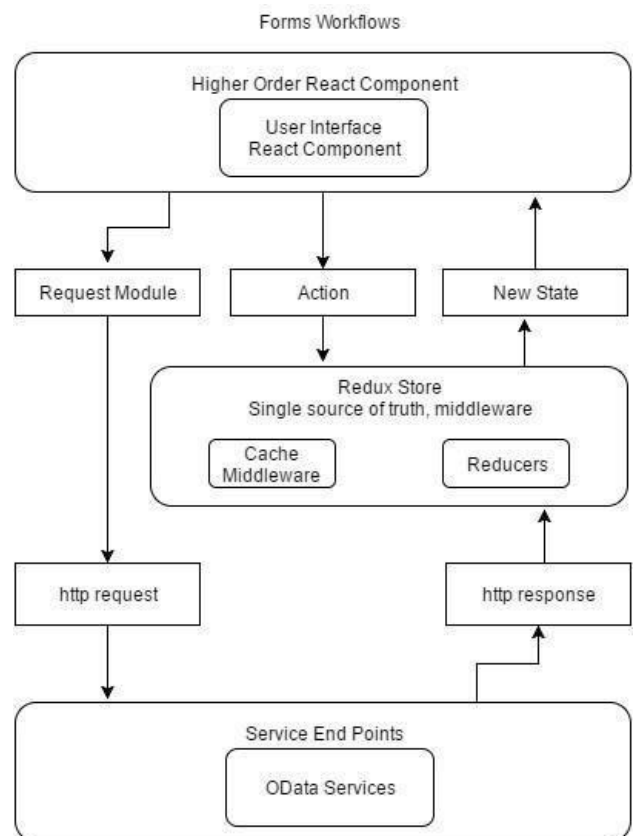 Forms Workflows
Higher Order React Component
User Interface
React Component
Request Module
Action
New State
Redux Store
Single source of truth, middleware
Cache
Middleware
Reducers
http request
http response
Service End Points
OData Services